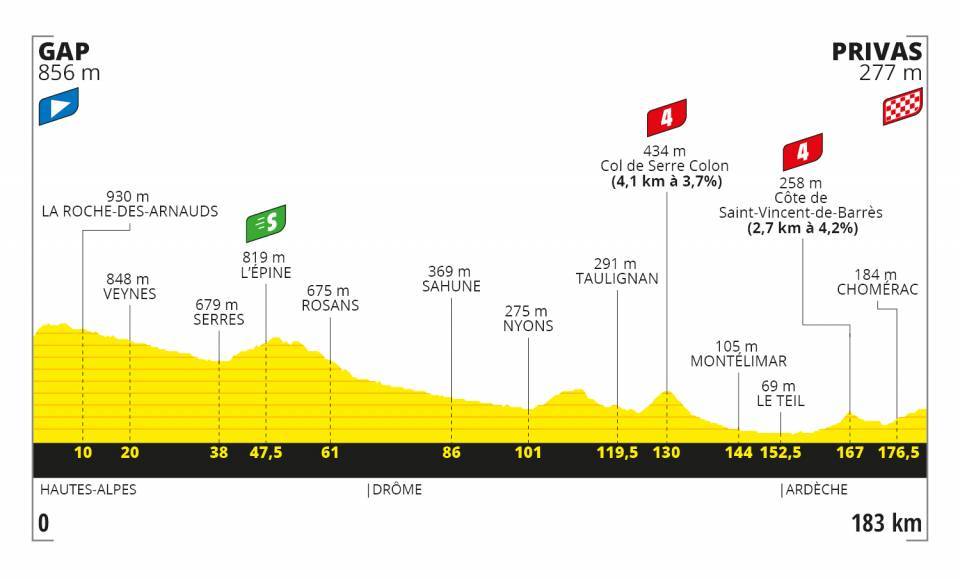 GAP
856 m
PRIVAS
277 m
4
434 m
Col de Serre Colon
(4,1 km à 3,7%)
4
258 m
Côte de
Saint-Vincent-de-Barrès
(2,7 km à 4,2%)
930 m
LA ROCHE-DES-ARNAUDS
S
819 m
L'ÉPINE
848 m
VEYNES
679 m
SERRES
675 m
ROSANS
369 m
SAHUNE
275 m
NYONS
291 m
TAULIGNAN
184 m
CHOMÉRAC
105 m
MONTÉLIMAR
69 m
LE TEIL
10 20 38 47,5 61 86 101 119,5 130 144 152,5 167 176,5
HAUTES-ALPES |DRÔME |ARDÈCHE
0 183 km